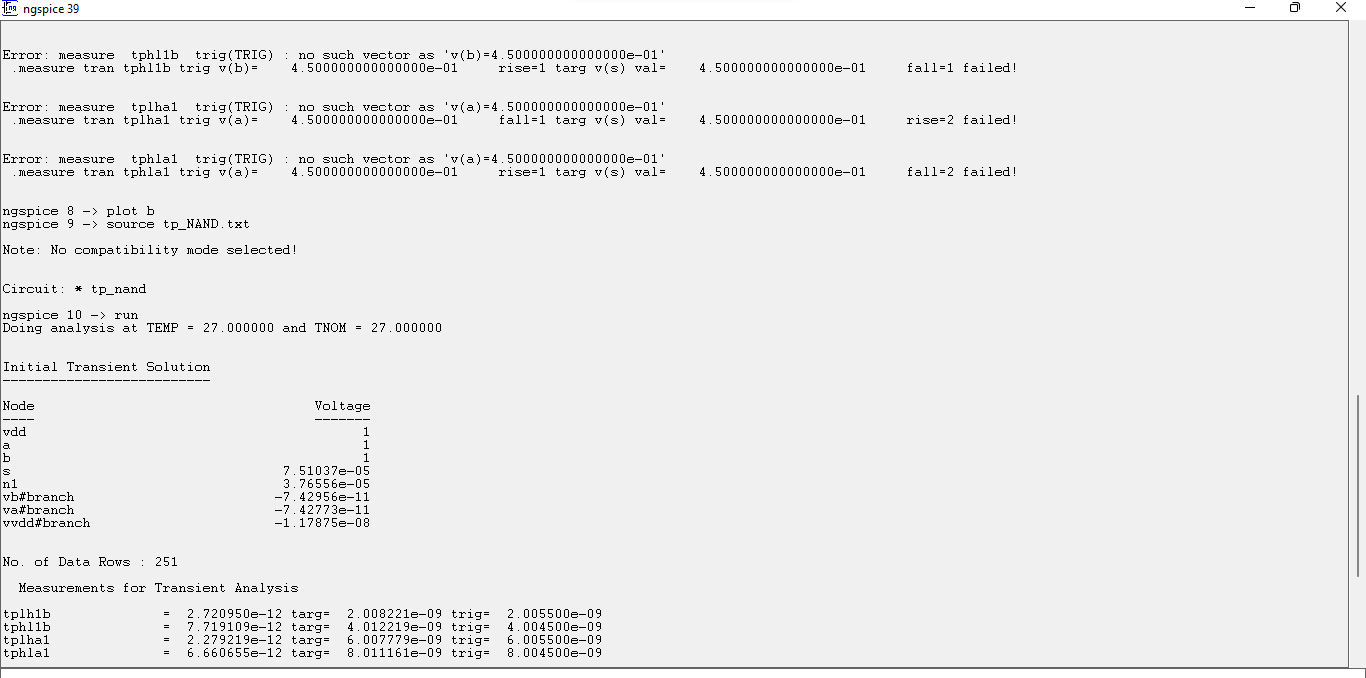 ngspice 39
Error: measure  tphl1b  trig(TRIG) : no such vector as 'v(b)=4.500000000000000e-01'
.measure tran tphl1b trig v(b)=    4.500000000000000e-01     rise=1 targ v(s) val=    4.500000000000000e-01     fall=1 failed!
Error: measure  tplha1  trig(TRIG) : no such vector as 'v(a)=4.500000000000000e-01'
.measure tran tplha1 trig v(a)=    4.500000000000000e-01     fall=1 targ v(s) val=    4.500000000000000e-01     rise=2 failed!
Error: measure  tphla1  trig(TRIG) : no such vector as 'v(a)=4.500000000000000e-01'
.measure tran tphla1 trig v(a)=    4.500000000000000e-01     rise=1 targ v(s) val=    4.500000000000000e-01     fall=2 failed!
ngspice 8 -> plot b
ngspice 9 -> source tp_NAND.txt
Note: No compatibility mode selected!
Circuit: * tp_nand
ngspice 10 -> run
Doing analysis at TEMP = 27.000000 and TNOM = 27.000000
Initial Transient Solution
--------------------------
Node                                   Voltage
----                                   -------
vdd                                          1
a                                            1
b                                            1
s                                  7.51037e-05
n1                                 3.76556e-05
vb#branch                         -7.42956e-11
va#branch                         -7.42773e-11
vvdd#branch                       -1.17875e-08
No. of Data Rows : 251
Measurements for Transient Analysis
tplh1b              =  2.720950e-12 targ=  2.008221e-09 trig=  2.005500e-09
tphl1b              =  7.719109e-12 targ=  4.012219e-09 trig=  4.004500e-09
tplha1              =  2.279219e-12 targ=  6.007779e-09 trig=  6.005500e-09
tphla1              =  6.660655e-12 targ=  8.011161e-09 trig=  8.004500e-09